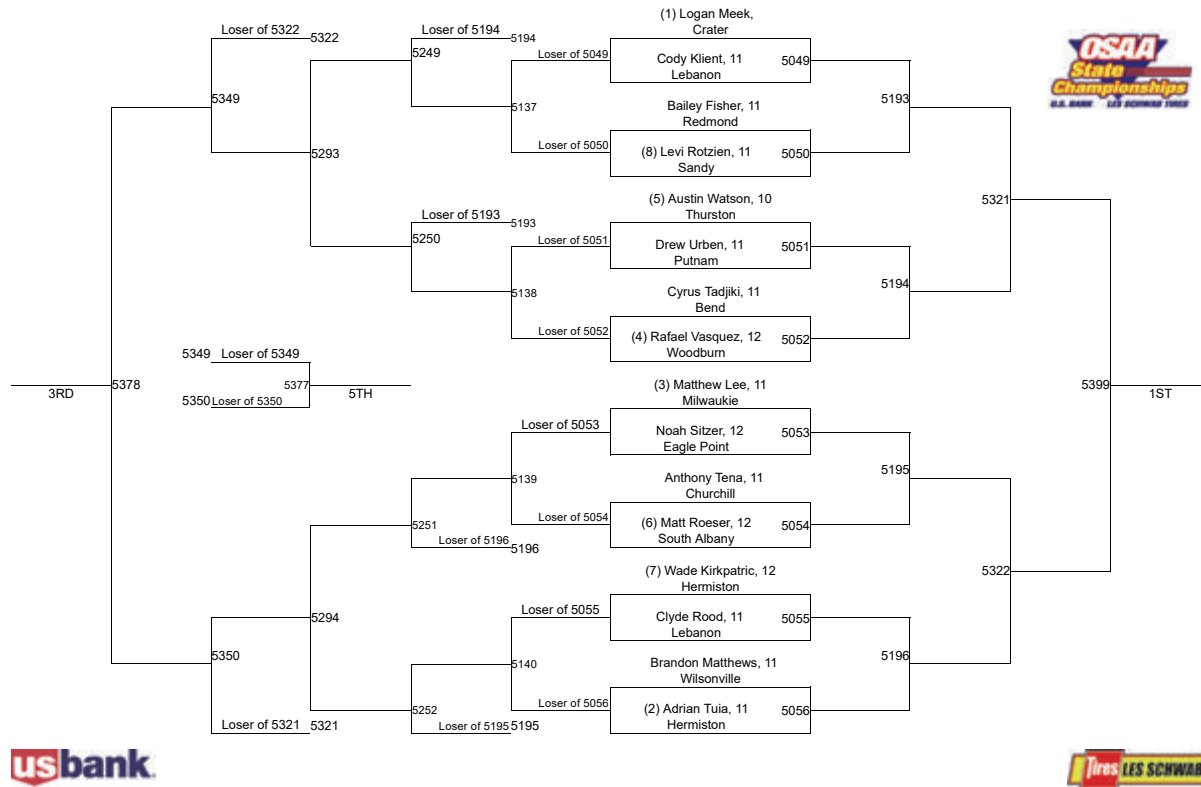 (1) Logan Meek,
Crater
Loser of 5322
5322
Loser of 5194
5194
5249
Loser of 5049
Cody Klient, 11
5049
Lebanon
OSAA
State
Championships
U.S. BANK LES SCHWAB TIRES
5349
5137
Bailey Fisher, 11
Redmond
5193
5293
Loser of 5050
(8) Levi Rotzien, 11
5050
Sandy
(5) Austin Watson, 10
Thurston
5321
Loser of 5193
5193
5250
Loser of 5051
Drew Urben, 11
5051
Putnam
5138
Cyrus Tadjiki, 11
Bend
5194
Loser of 5052
(4) Rafael Vasquez, 12
5052
Woodburn
5349
Loser of 5349
3RD
5378
5377
5TH
(3) Matthew Lee, 11
Milwaukie
5399
1ST
5350
Loser of 5350
Loser of 5053
Noah Sitzer, 12
5053
Eagle Point
5139
Anthony Tena, 11
Churchill
5195
5251
Loser of 5054
(6) Matt Roeser, 12
5054
South Albany
Loser of 5196
5196
(7) Wade Kirkpatric, 12
Hermiston
5322
5294
Loser of 5055
Clyde Rood, 11
5055
Lebanon
5350
5140
Brandon Matthews, 11
Wilsonville
5196
5252
Loser of 5056
(2) Adrian Tuia, 11
5056
Hermiston
Loser of 5321
5321
Loser of 5195
5195
usbank
Tires LES SCHWAB